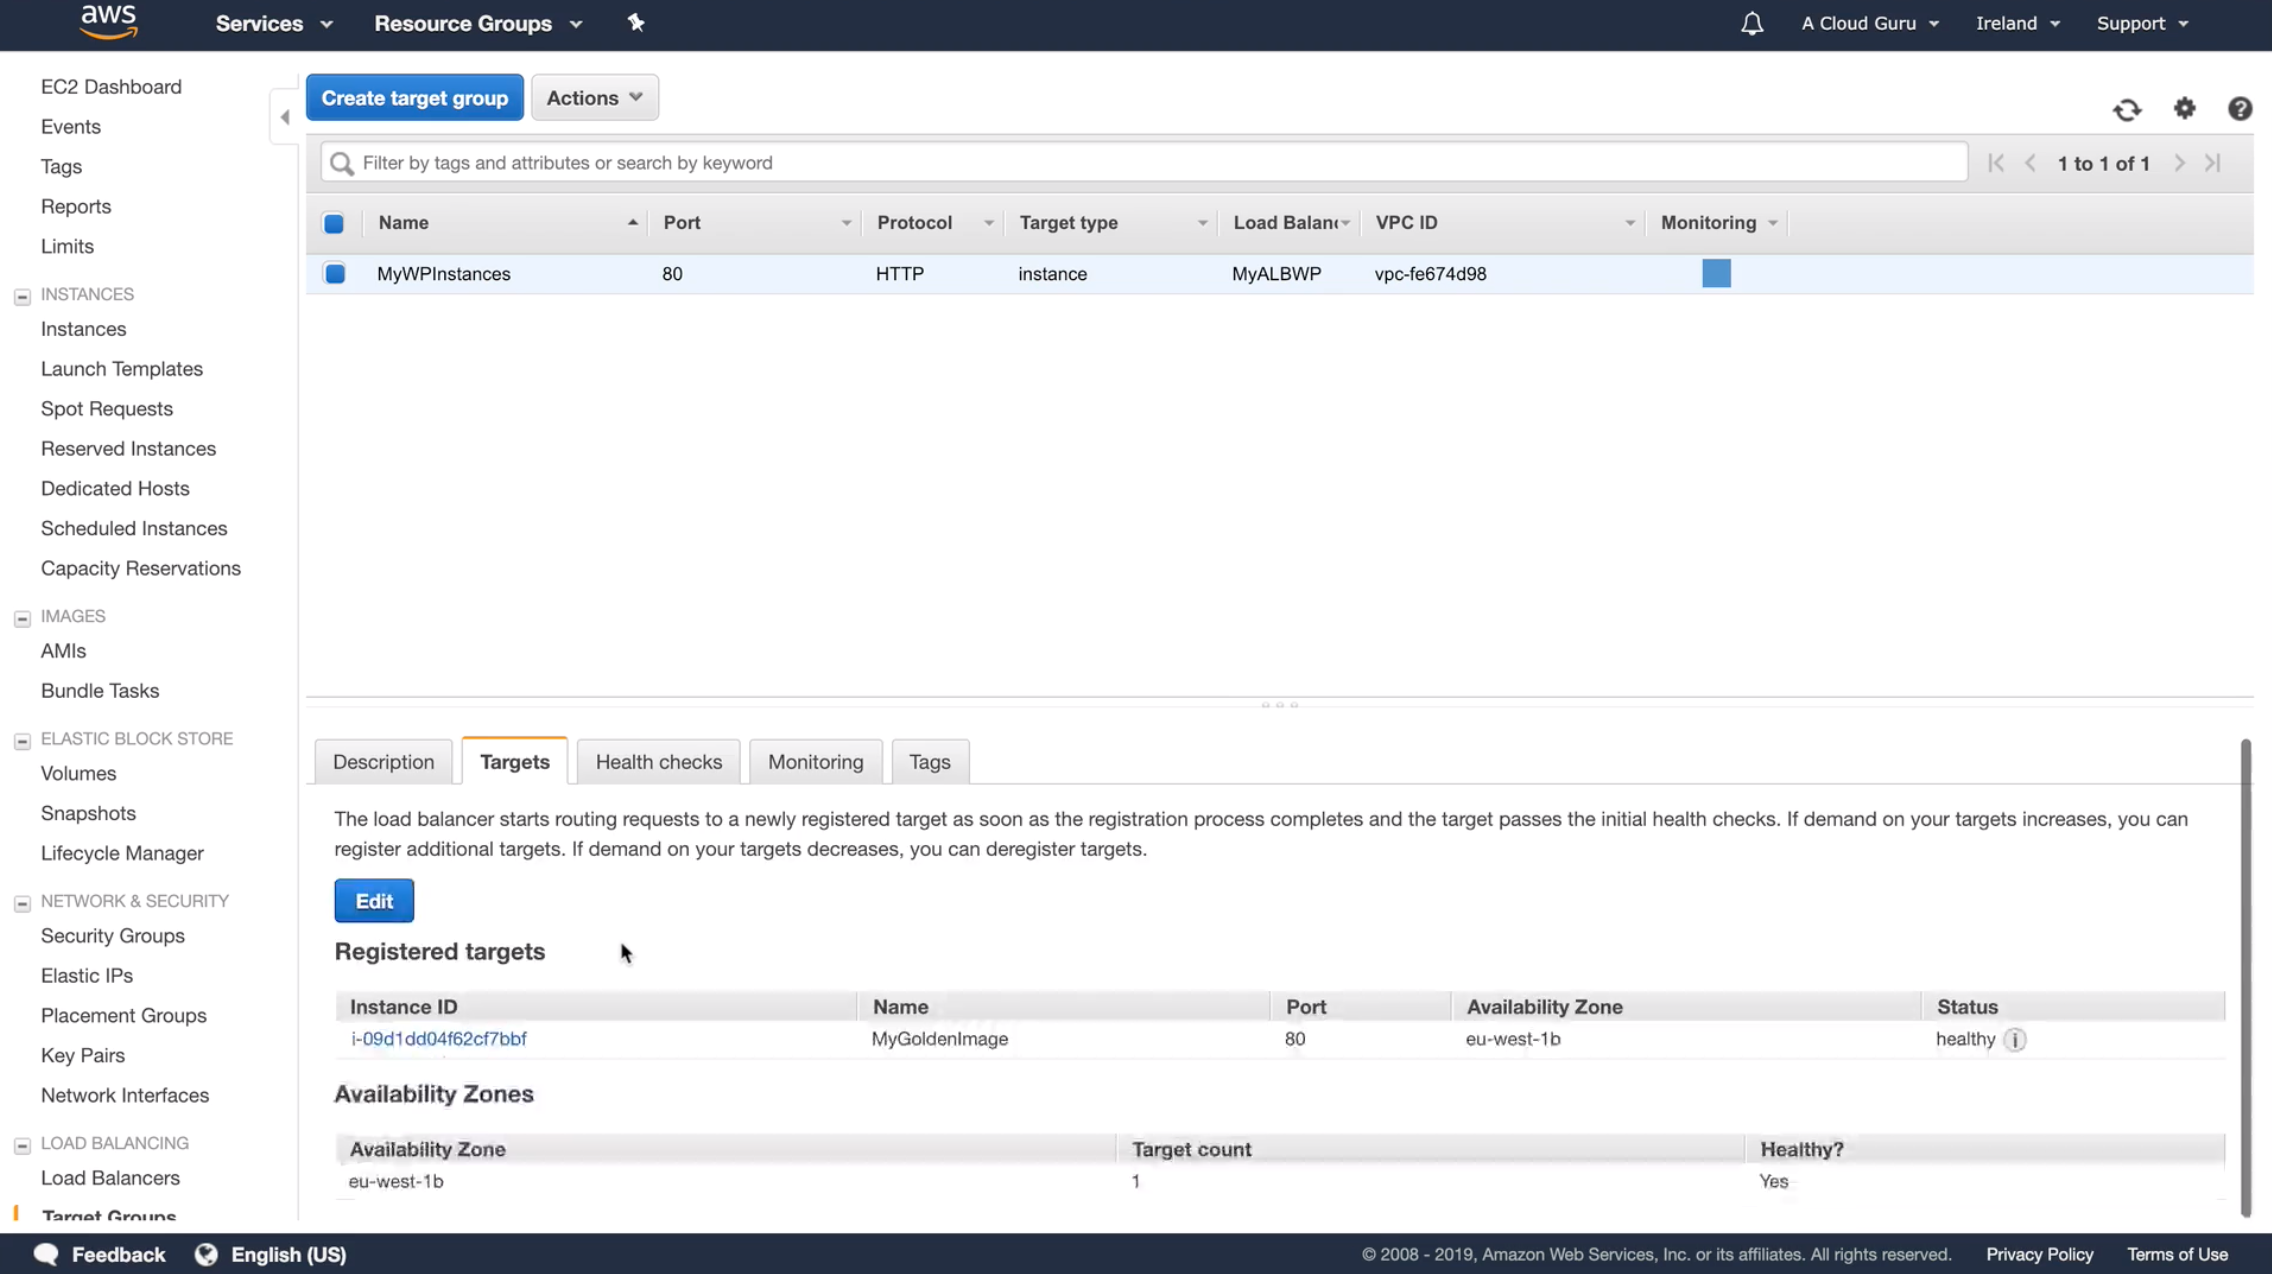 aws Services Resource Groups A Cloud Guru Ireland Support
EC2 Dashboard
Events
Tags
Reports
Limits
INSTANCES
Instances
Launch Templates
Spot Requests
Reserved Instances
Dedicated Hosts
Scheduled Instances
Capacity Reservations
IMAGES
AMIs
Bundle Tasks
ELASTIC BLOCK STORE
Volumes
Snapshots
Lifecycle Manager
NETWORK & SECURITY
Security Groups
Elastic IPs
Placement Groups
Key Pairs
Network Interfaces
LOAD BALANCING
Load Balancers
Target Groups
Create target group Actions
Filter by tags and attributes or search by keyword 1 to 1 of 1
Name Port Protocol Target type Load Balanc VPC ID Monitoring
MyWPInstances 80 HTTP instance MyALBWP vpc-fe674d98
Description Targets Health checks Monitoring Tags
The load balancer starts routing requests to a newly registered target as soon as the registration process completes and the target passes the initial health checks. If demand on your targets increases, you can
register additional targets. If demand on your targets decreases, you can deregister targets.
Edit
Registered targets
Instance ID Name Port Availability Zone Status
i-09d1dd04f62cf7bbf MyGoldenImage 80 eu-west-1b healthy
Availability Zones
Availability Zone Target count Healthy?
eu-west-1b 1 Yes
Feedback English (US) © 2008 - 2019, Amazon Web Services, Inc. or its affiliates. All rights reserved. Privacy Policy Terms of Use